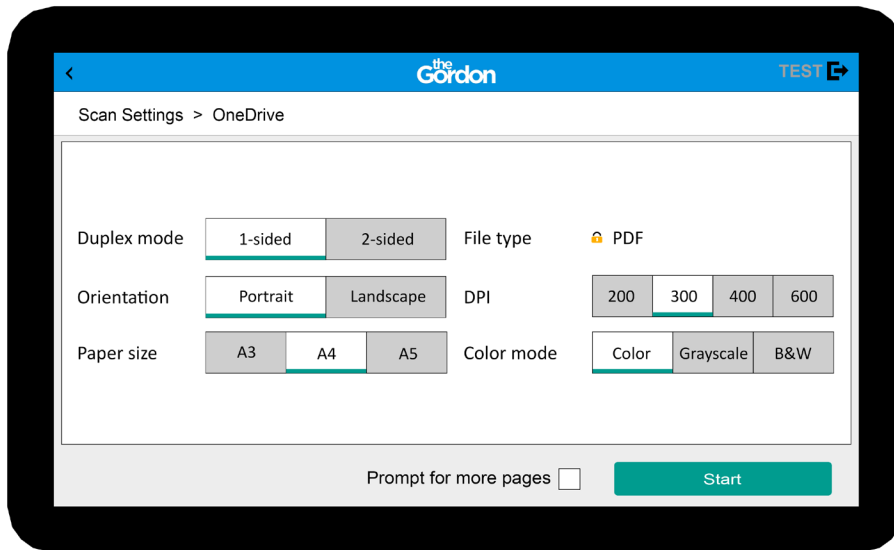 <
the
Gordon
TEST
Scan Settings > OneDrive
Duplex mode 1-sided 2-sided File type PDF
Orientation Portrait Landscape DPI 200 300 400 600
Paper size A3 A4 A5 Color mode Color Grayscale B&W
Prompt for more pages Start